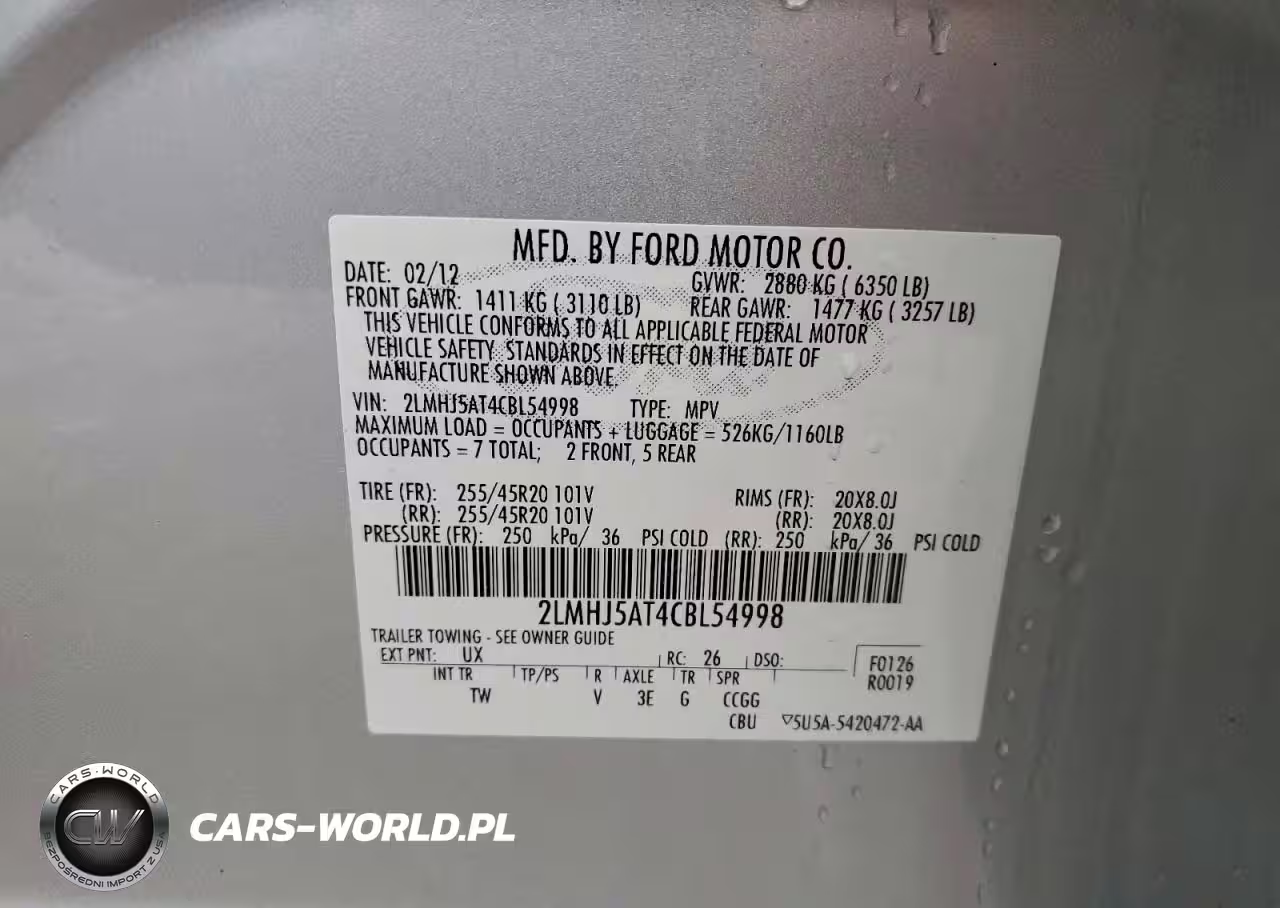 MFD. BY FORD MOTOR CO.
DATE: 02/12 GVWR: 2880 KG ( 6350 LB)
FRONT GAWR: 1411 KG ( 3110 LB) REAR GAWR: 1477 KG ( 3257 LB)
THIS VEHICLE CONFORMS TO ALL APPLICABLE FEDERAL MOTOR
VEHICLE SAFETY STANDARDS IN EFFECT ON THE DATE OF
MANUFACTURE SHOWN ABOVE.
VIN: 2LMHJ5AT4CBL54998 TYPE: MPV
MAXIMUM LOAD = OCCUPANTS + LUGGAGE = 526KG/1160LB
OCCUPANTS = 7 TOTAL; 2 FRONT, 5 REAR
TIRE (FR): 255/45R20 101V RIMS (FR): 20X8.0J
(RR): 255/45R20 101V (RR): 20X8.0J
PRESSURE (FR): 250 kPa/ 36 PSI COLD (RR): 250 kPa/ 36 PSI COLD
2LMHJ5AT4CBL54998
TRAILER TOWING - SEE OWNER GUIDE
EXT PNT: UX RC: 26 DSO: F0126
R0019
INT TR TP/PS R AXLE TR SPR
TW V 3E G CCGG
CBU ▽5U5A-5420472-AA
CARS-WORLD
CW
BEZPOŚREDNI IMPORT Z USA
CARS-WORLD.PL